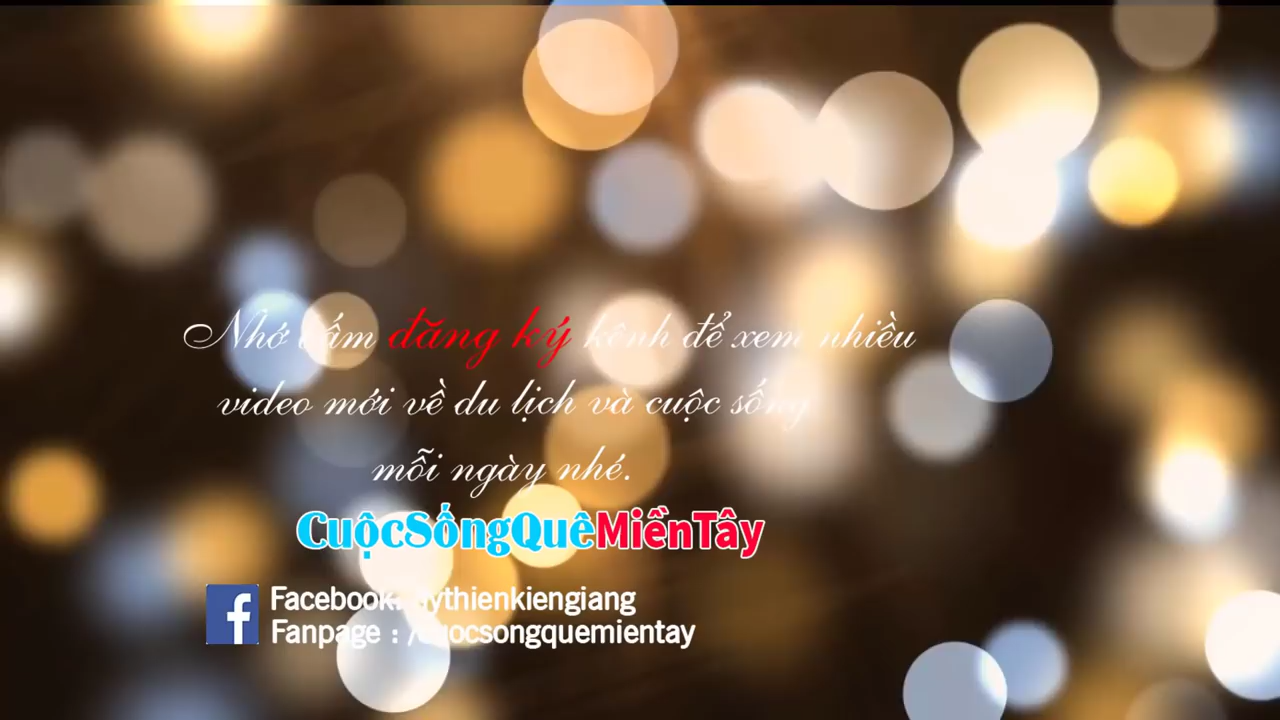 Nhớ bấm đăng ký kênh để xem nhiều
video mới về du lịch và cuộc sống
mỗi ngày nhé.
CuộcSốngQuêMiềnTây
Facebook: /lythienkiengiang
Fanpage : /cuocsongquemientay